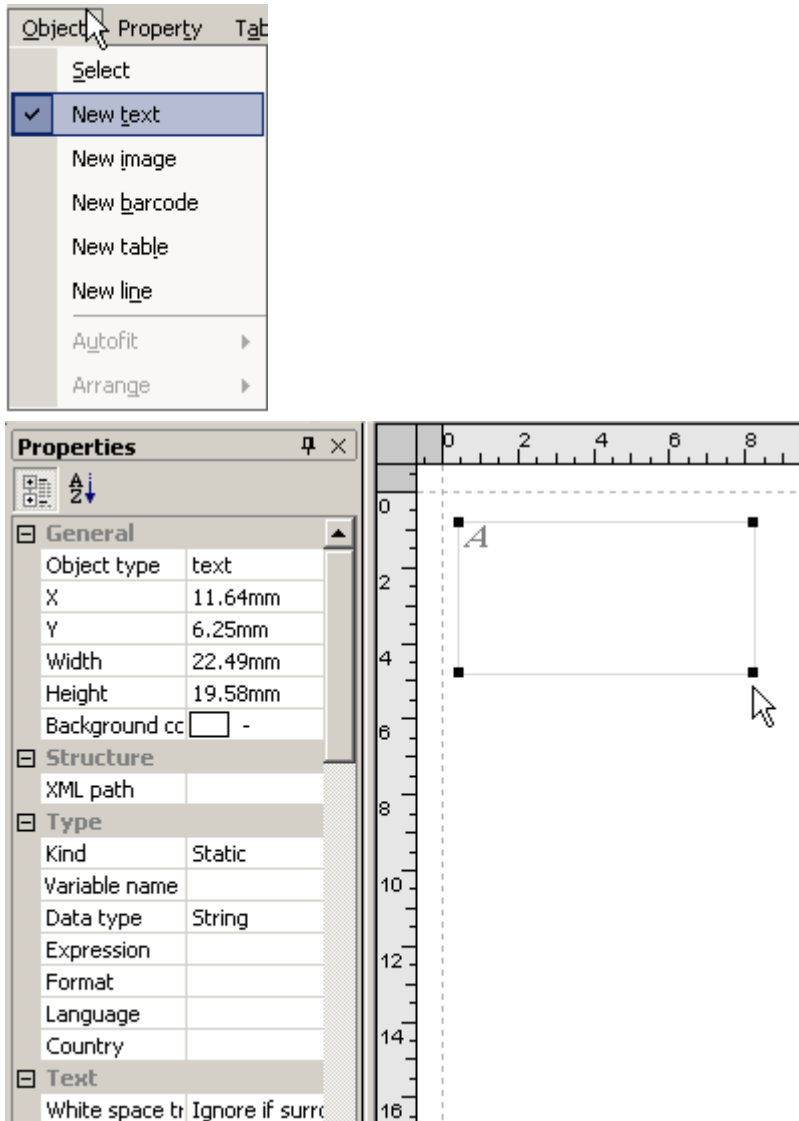 Object Property
Select
New text
New image
New barcode
New table
New line
Autofit
Arrange
Properties
General
Object type text
X 11.64mm
Y 6.25mm
Width 22.49mm
Height 19.58mm
Background cc -
Structure
XML path
Type
Kind Static
Variable name
Data type String
Expression
Format
Language
Country
Text
White space tr Ignore if surro
0 2 4 6 8
0
A
2
4
6
8
10
12
14
16